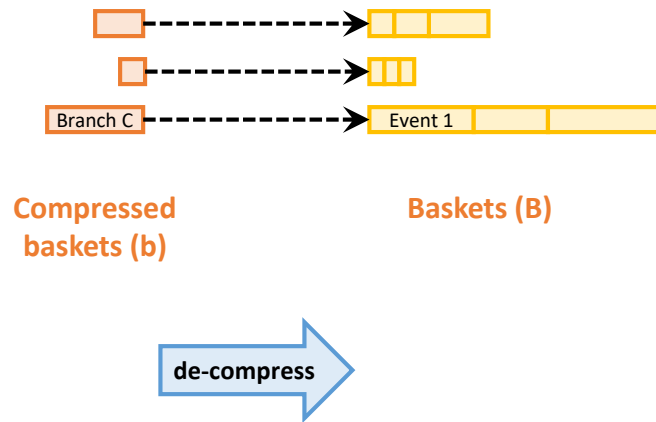 Branch C
Event 1
Compressed
baskets (b)
Baskets (B)
de-compress